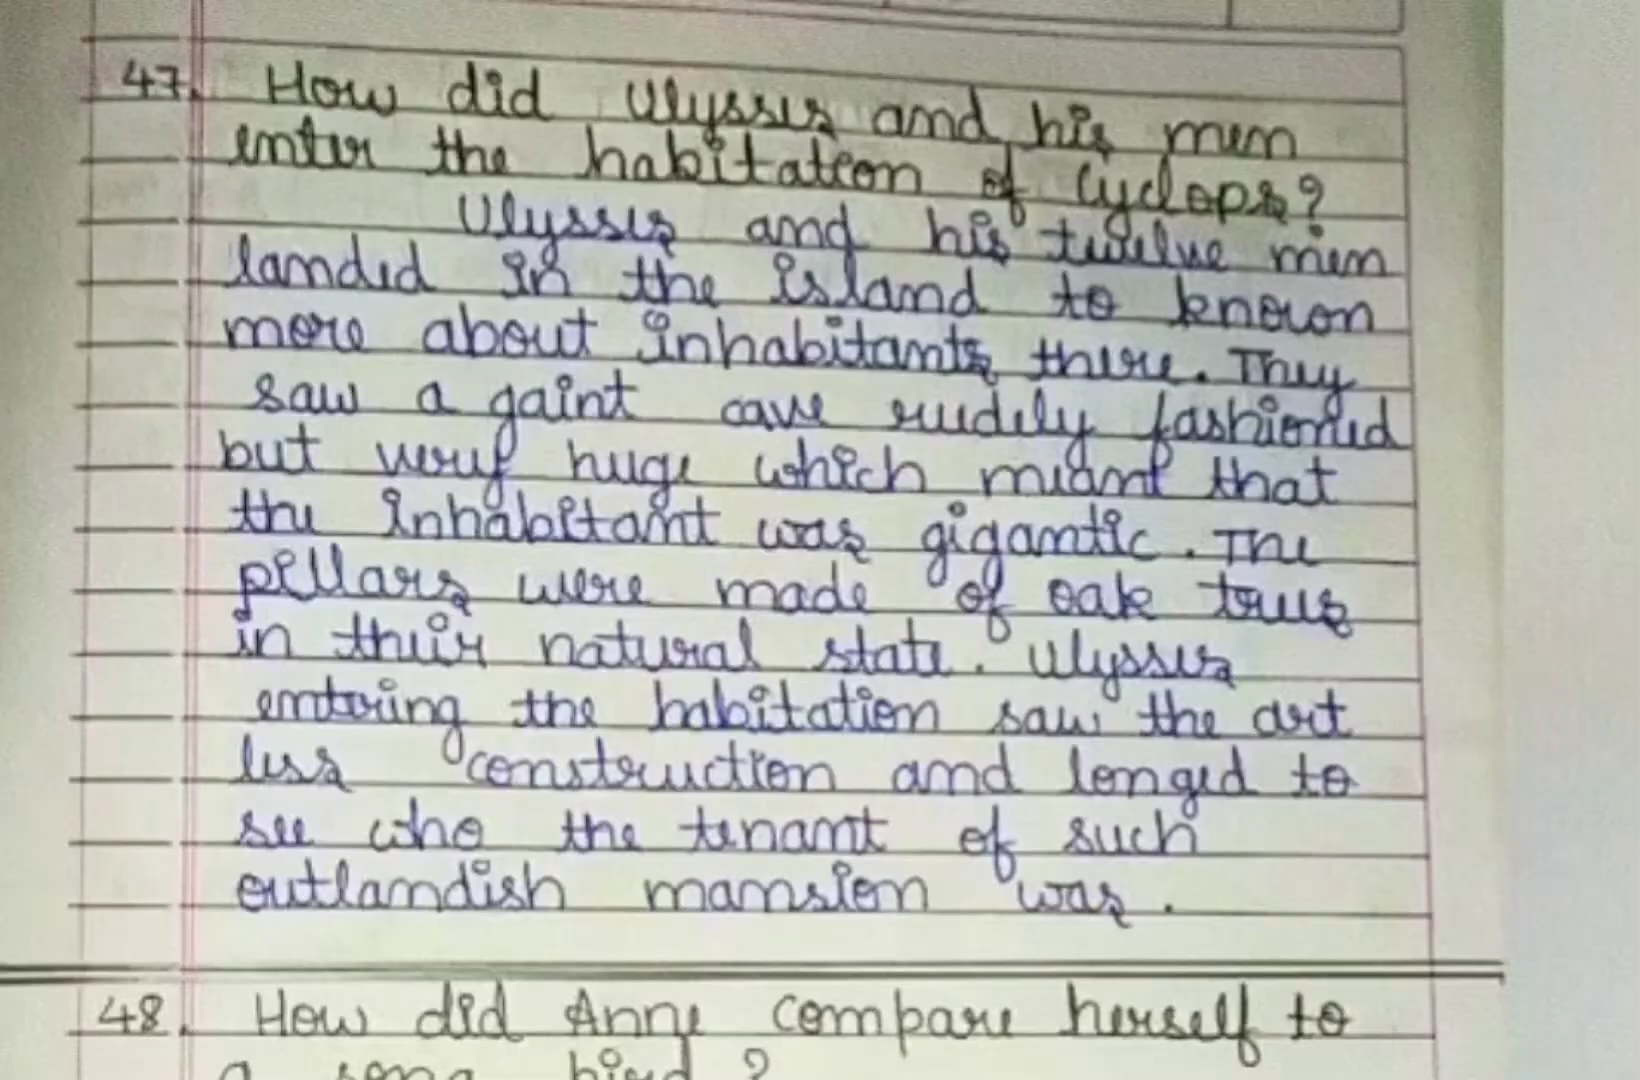 47. How did Ulysses and his men
enter the habitation of Cyclops?
Ulysses and his twelve men
landed in the island to known
more about inhabitants there. They
saw a gaint cave rudely fashioned
but very huge which meant that
the inhabitant was gigantic. The
pillars were made of oak trees
in their natural state. Ulysses
entering the habitation saw the art
less construction and longed to
see who the tenant of such
outlandish mansion was.
48. How did Anne compare herself to
a song bird?